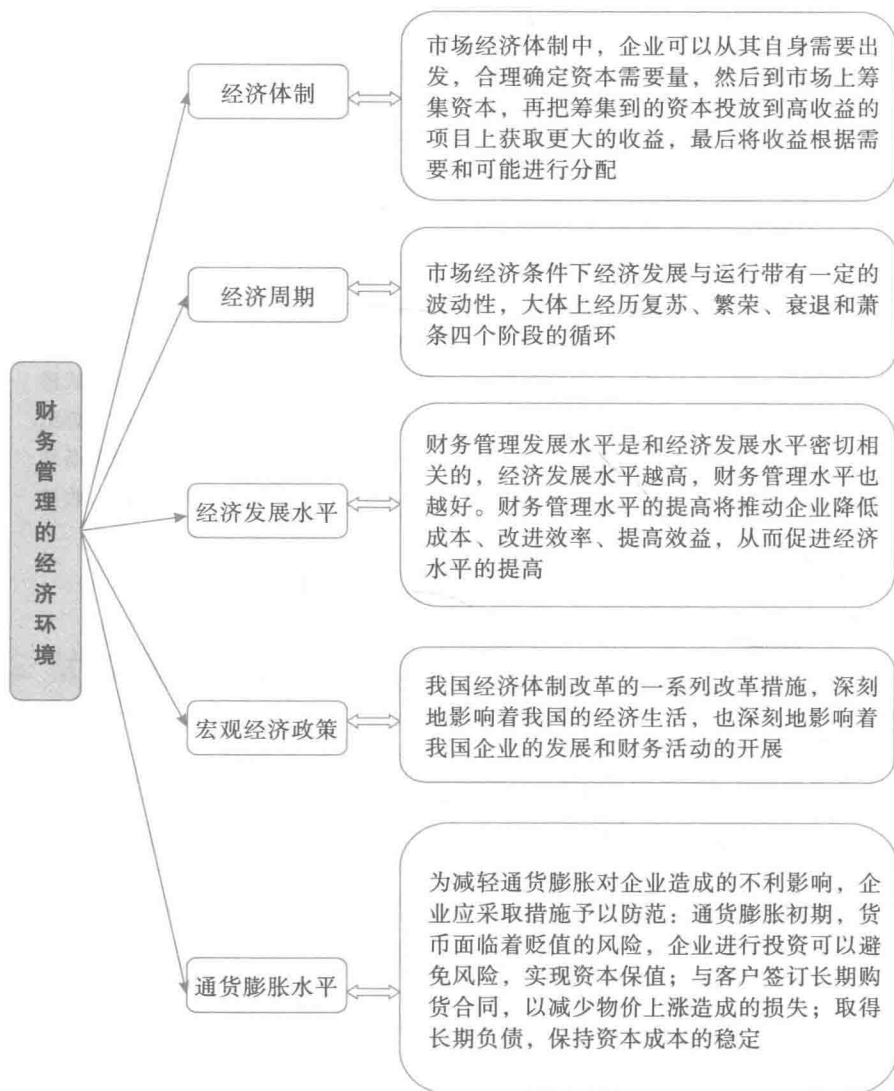 财务管理的经济环境
经济体制
市场经济体制中，企业可以从其自身需要出
发，合理确定资本需要量，然后到市场上筹
集资本，再把筹集到的资本投放到高收益的
项目上获取更大的收益，最后将收益根据需
要和可能进行分配
经济周期
市场经济条件下经济发展与运行带有一定的
波动性，大体上经历复苏、繁荣、衰退和萧
条四个阶段的循环
经济发展水平
财务管理发展水平是和经济发展水平密切相
关的，经济发展水平越高，财务管理水平也
越好。财务管理水平的提高将推动企业降低
成本、改进效率、提高效益，从而促进经济
水平的提高
宏观经济政策
我国经济体制改革的一系列改革措施，深刻
地影响着我国的经济生活，也深刻地影响着
我国企业的发展和财务活动的开展
通货膨胀水平
为减轻通货膨胀对企业造成的不利影响，企
业应采取措施予以防范：通货膨胀初期，货
币面临着贬值的风险，企业进行投资可以避
免风险，实现资本保值；与客户签订长期购
货合同，以减少物价上涨造成的损失；取得
长期负债，保持资本成本的稳定